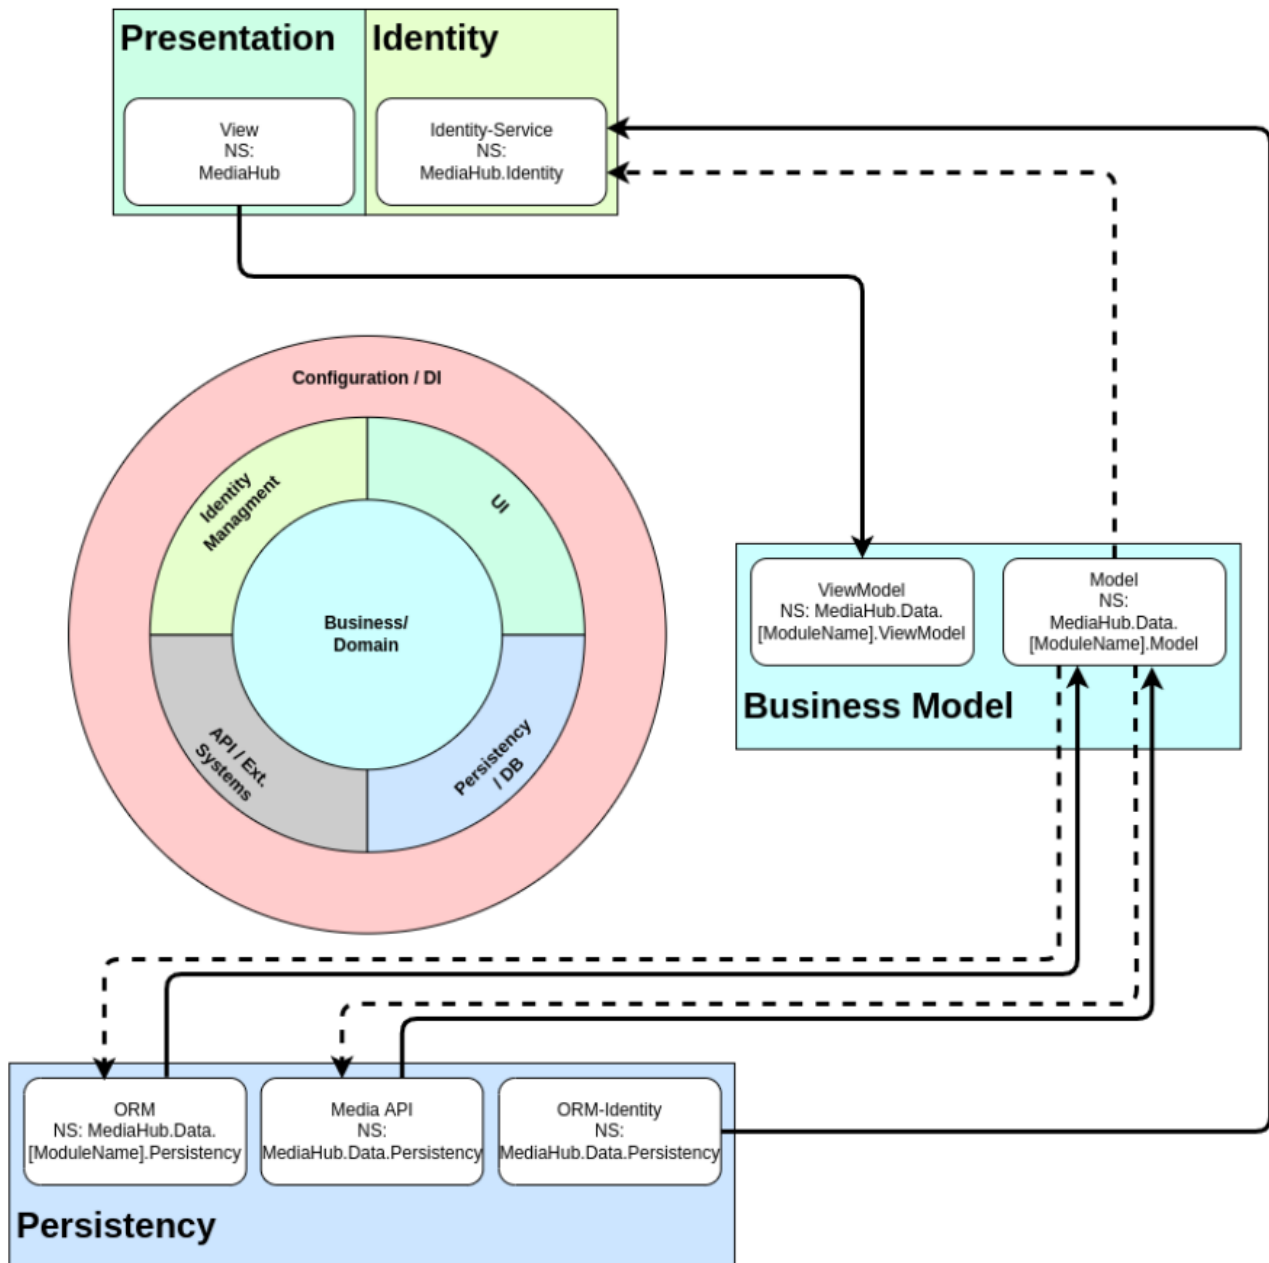 Presentation
Identity
View
NS:
MediaHub
Identity-Service
NS:
MediaHub.Identity
Configuration / DI
Identity
Managment
UI
Business/
Domain
API / Ext.
Systems
Persistency
/ DB
ViewModel
NS: MediaHub.Data.
[ModuleName].ViewModel
Model
NS:
MediaHub.Data.
[ModuleName].Model
Business Model
ORM
NS: MediaHub.Data.
[ModuleName].Persistency
Media API
NS:
MediaHub.Data.Persistency
ORM-Identity
NS:
MediaHub.Data.Persistency
Persistency